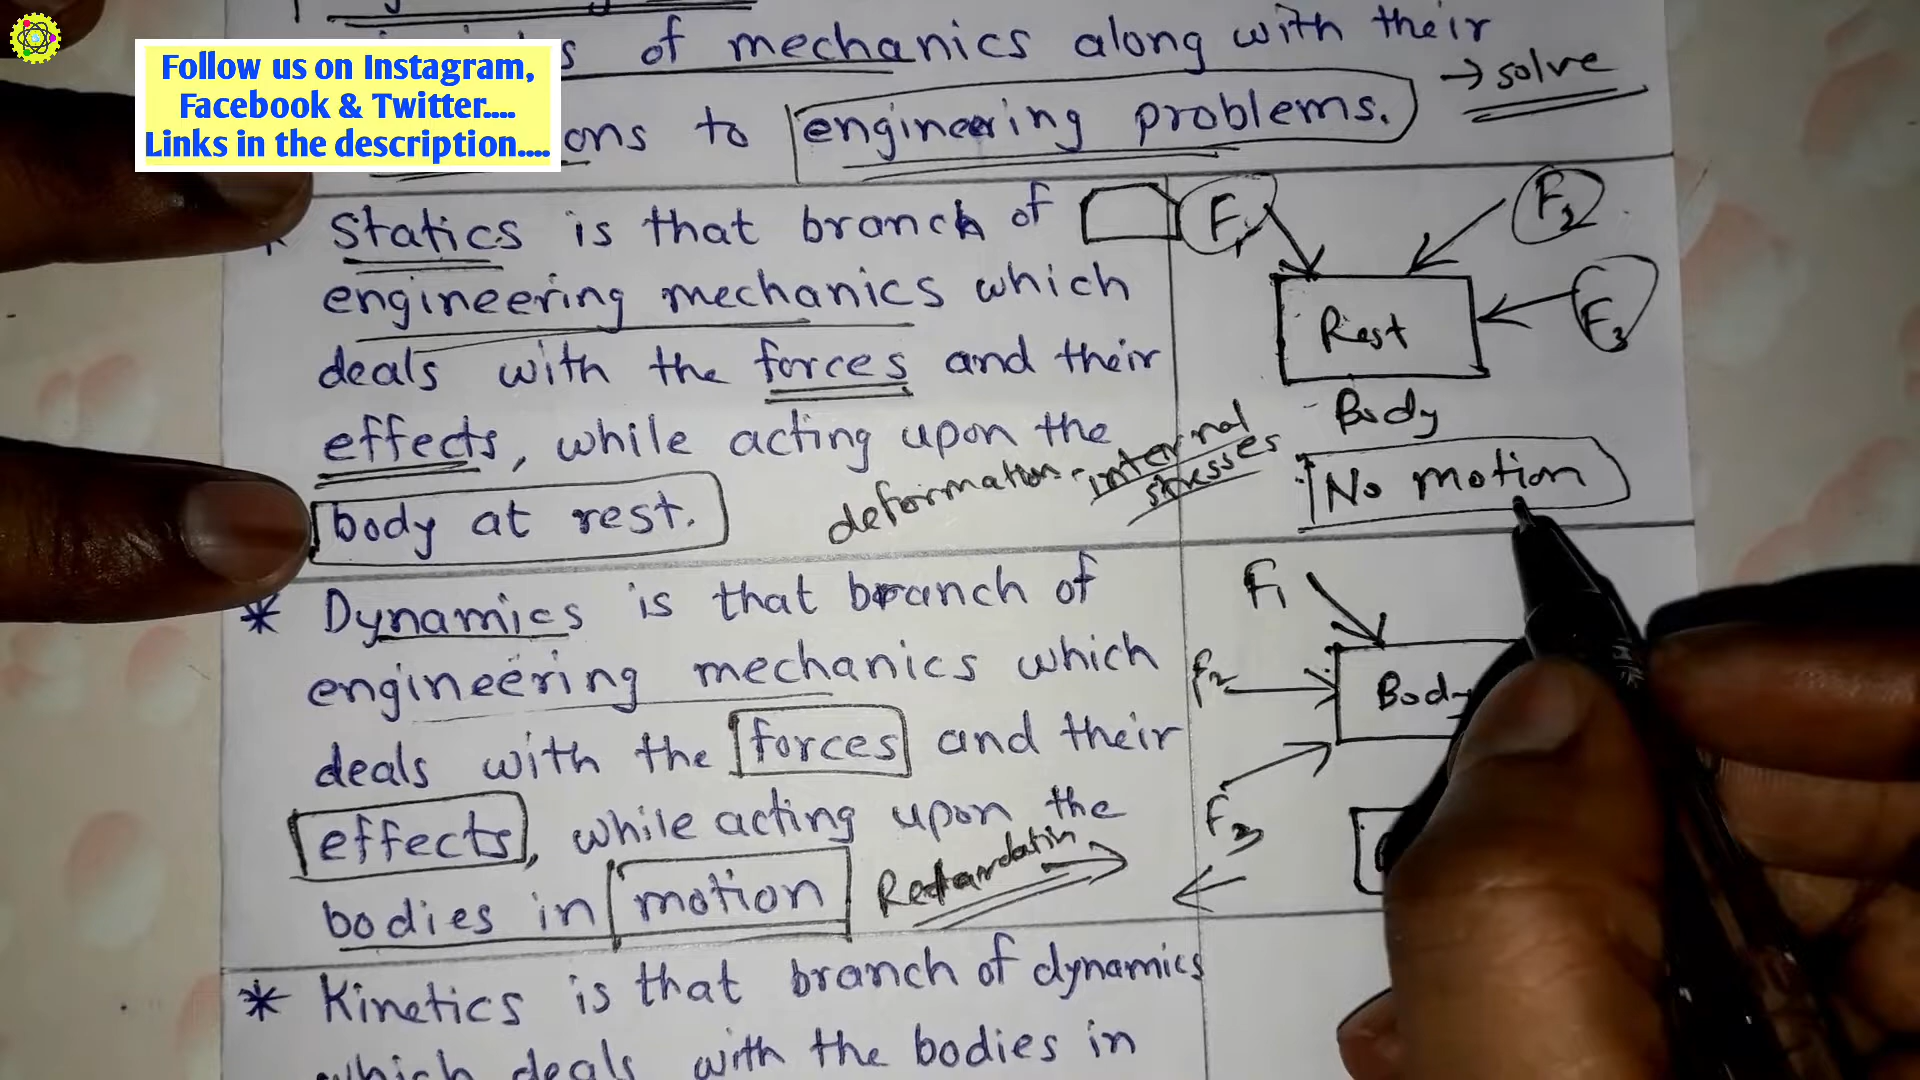 of mechanics along with their
→ solve
ons to engineering problems.
Follow us on Instagram,
Facebook & Twitter....
Links in the description....
Statics is that branch of
engineering mechanics which
deals with the forces and their
effects, while acting upon the
body at rest.
deformation - internal
stresses
F1
F2
F3
Rest
Body
No motion
* Dynamics is that branch of
engineering mechanics which
deals with the forces and their
effects, while acting upon the
bodies in motion
F1
F2
F3
Body
* Kinetics is that branch of dynamics
which deals with the bodies in